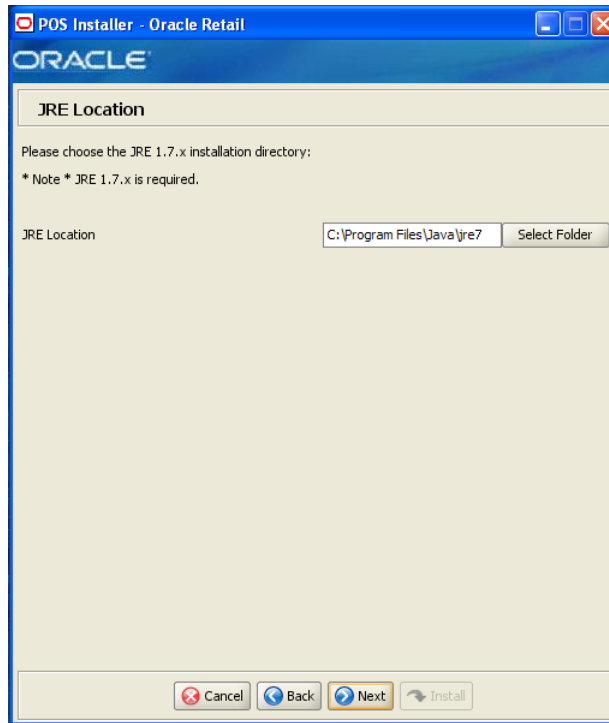 POS Installer - Oracle Retail
ORACLE
JRE Location
Please choose the JRE 1.7.x installation directory:
* Note * JRE 1.7.x is required.
JRE Location C:\Program Files\Java\jre7 Select Folder
Cancel Back Next Install